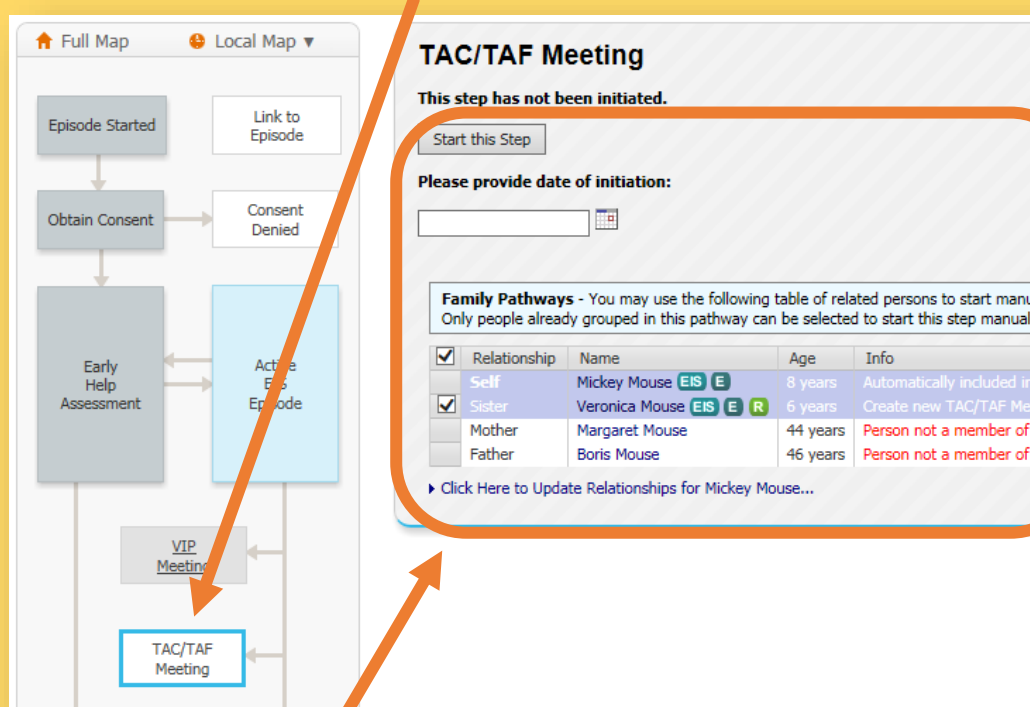 Full Map
Local Map ▼
Episode Started
Link to
Episode
Obtain Consent
Consent
Denied
Early
Help
Assessment
Active
EIS
Episode
VIP
Meeting
TAC/TAF
Meeting
TAC/TAF Meeting
This step has not been initiated.
Start this Step
Please provide date of initiation:
Family Pathways - You may use the following table of related persons to start
Only people already grouped in this pathway can be selected to start this step
Relationship Name Age Info
Self Mickey Mouse EIS E 8 years Automatically included
Sister Veronica Mouse EIS E R 6 years Create new TAC/TAF
Mother Margaret Mouse 44 years Person not a member of
Father Boris Mouse 46 years Person not a member of
Click Here to Update Relationships for Mickey Mouse...